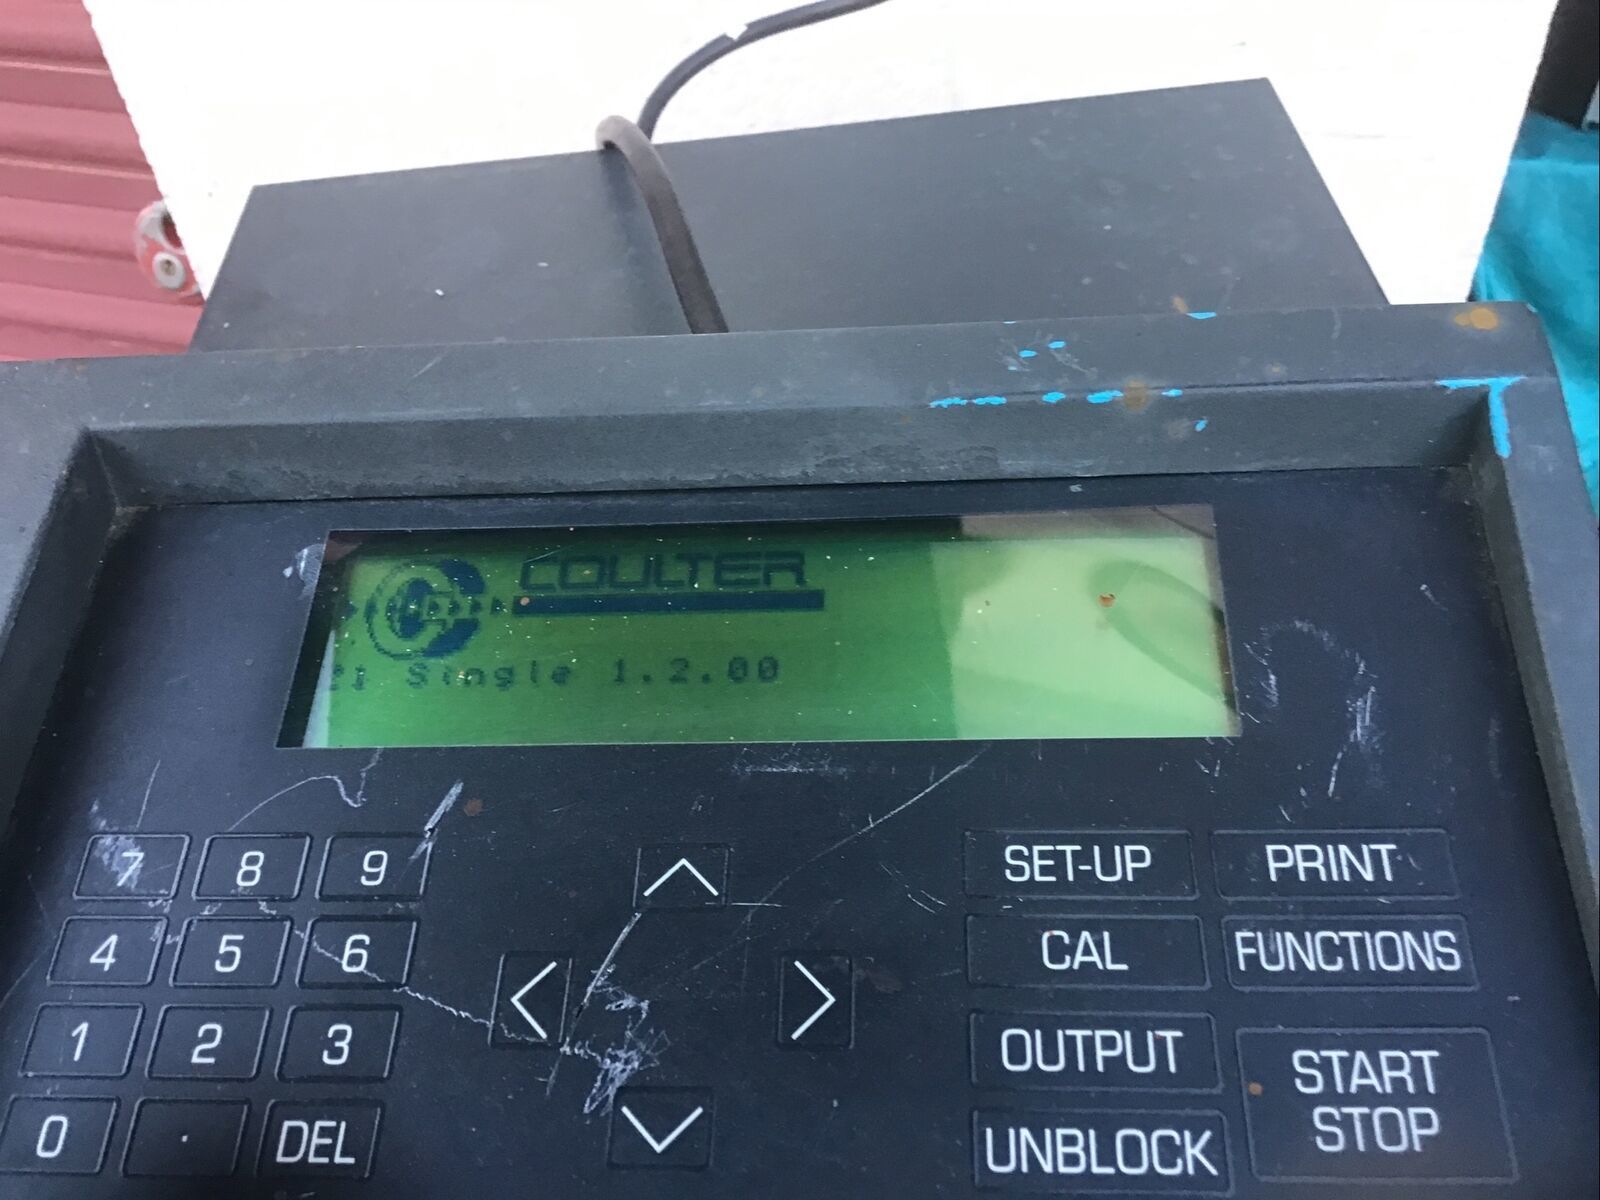 COULTER
Single 1.2.00
7 8 9 SET-UP PRINT
4 5 6 CAL FUNCTIONS
1 2 3 OUTPUT START
STOP
0 . DEL UNBLOCK